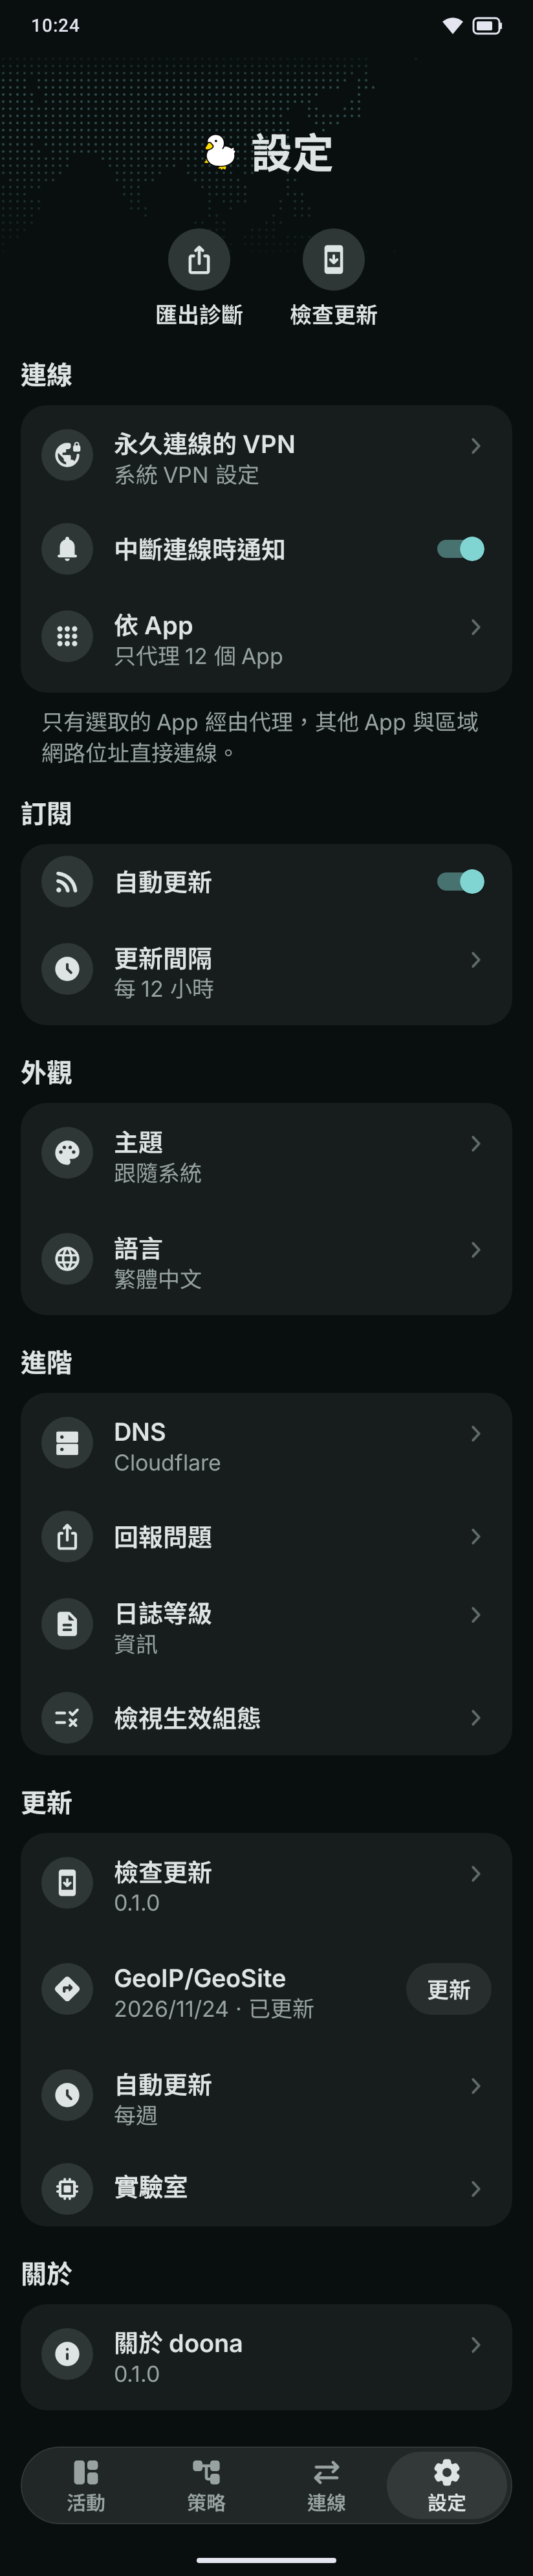 10:24
設定
匯出診斷
檢查更新
連線
永久連線的 VPN
系統 VPN 設定
中斷連線時通知
依 App
只代理 12 個 App
只有選取的 App 經由代理，其他 App 與區域
網路位址直接連線。
訂閱
自動更新
更新間隔
每 12 小時
外觀
主題
跟隨系統
語言
繁體中文
進階
DNS
Cloudflare
回報問題
日誌等級
資訊
檢視生效組態
更新
檢查更新
0.1.0
GeoIP/GeoSite
2026/11/24 · 已更新
更新
自動更新
每週
實驗室
關於
關於 doona
0.1.0
活動
策略
連線
設定